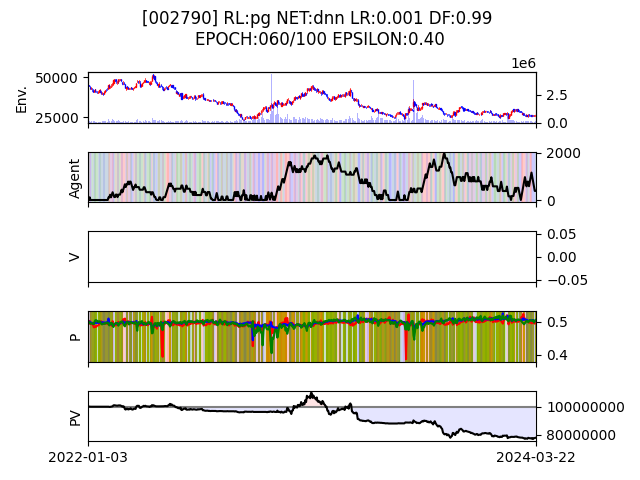 [002790] RL:pg NET:dnn LR:0.001 DF:0.99
EPOCH:060/100 EPSILON:0.40
1e6
50000
25000
Env.
2.5
0.0
Agent
2000
0
V
0.05
0.00
−0.05
P
0.5
0.4
PV
100000000
80000000
2022-01-03
2024-03-22